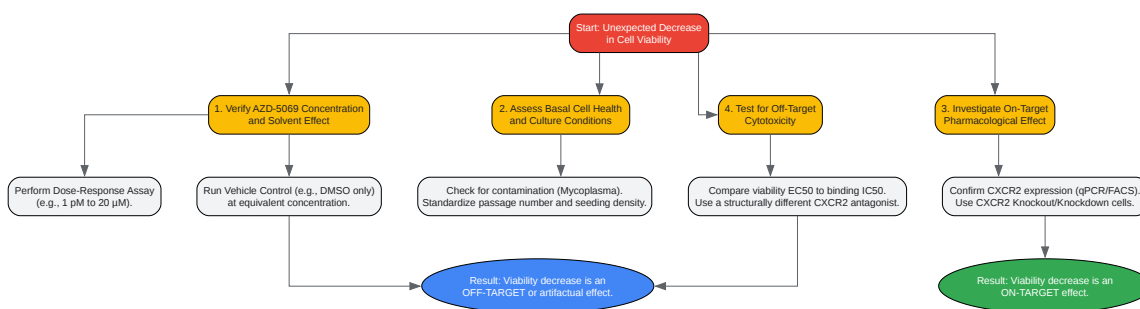 Start: Unexpected Decrease
in Cell Viability
1. Verify AZD-5069 Concentration
and Solvent Effect
2. Assess Basal Cell Health
and Culture Conditions
4. Test for Off-Target
Cytotoxicity
3. Investigate On-Target
Pharmacological Effect
Perform Dose-Response Assay
(e.g., 1 pM to 20 µM).
Run Vehicle Control (e.g., DMSO only)
at equivalent concentration.
Check for contamination (Mycoplasma).
Standardize passage number and seeding density.
Compare viability EC50 to binding IC50.
Use a structurally different CXCR2 antagonist.
Confirm CXCR2 expression (qPCR/FACS).
Use CXCR2 Knockout/Knockdown cells.
Result: Viability decrease is an
OFF-TARGET or artifactual effect.
Result: Viability decrease is an
ON-TARGET effect.